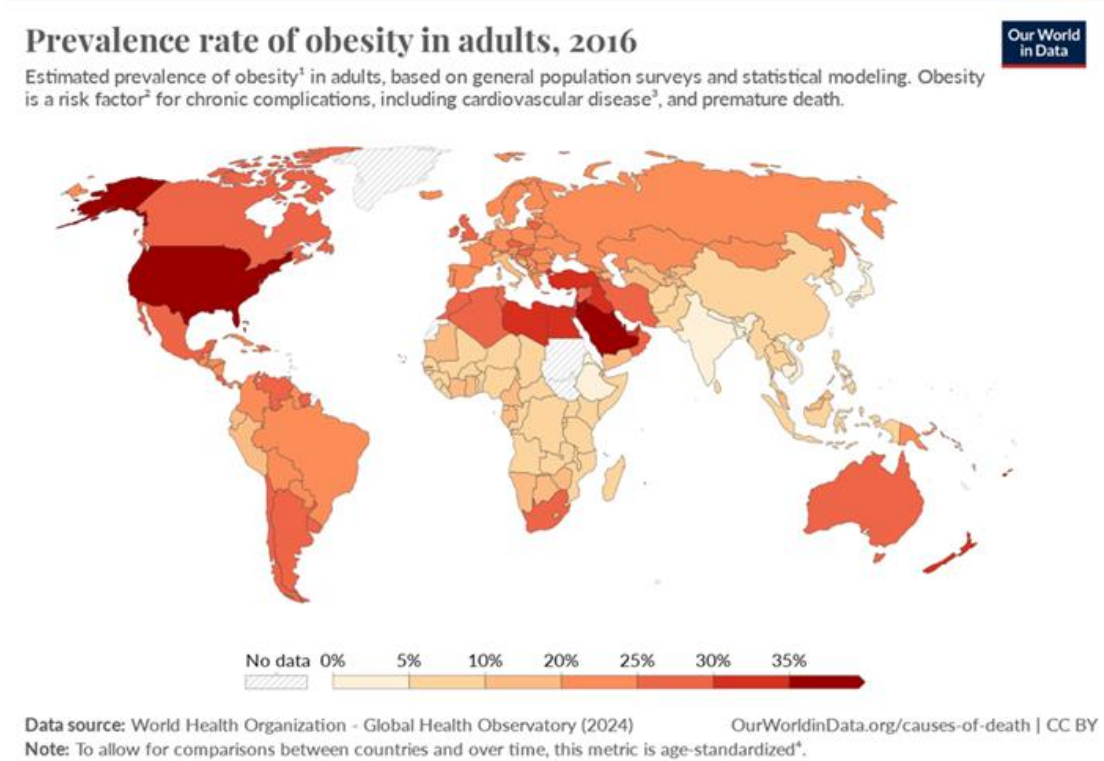 Prevalence rate of obesity in adults, 2016
Our World
in Data
Estimated prevalence of obesity¹ in adults, based on general population surveys and statistical modeling. Obesity
is a risk factor² for chronic complications, including cardiovascular disease³, and premature death.
No data 0% 5% 10% 20% 25% 30% 35%
Data source: World Health Organization - Global Health Observatory (2024)
OurWorldinData.org/causes-of-death | CC BY
Note: To allow for comparisons between countries and over time, this metric is age-standardized⁴.